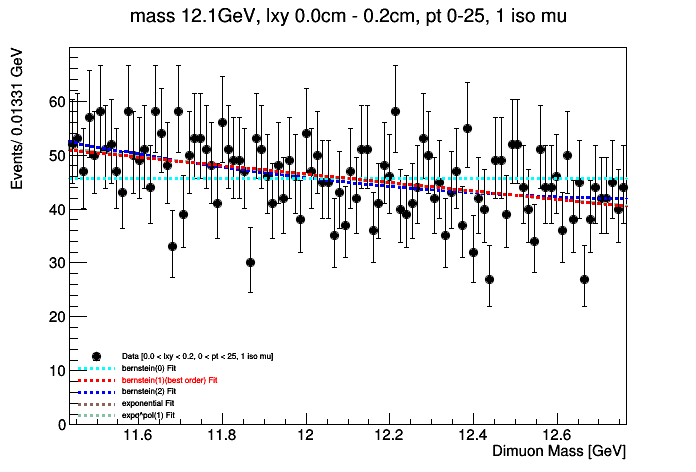 mass 12.1GeV, lxy 0.0cm - 0.2cm, pt 0-25, 1 iso mu
Events/ 0.01331 GeV
60
50
40
30
20
10
0
Data [0.0 < lxy < 0.2, 0 < pt < 25, 1 iso mu]
bernstein(0) Fit
bernstein(1)(best order) Fit
bernstein(2) Fit
exponential Fit
expo*pol(1) Fit
11.6 11.8 12 12.2 12.4 12.6
Dimuon Mass [GeV]